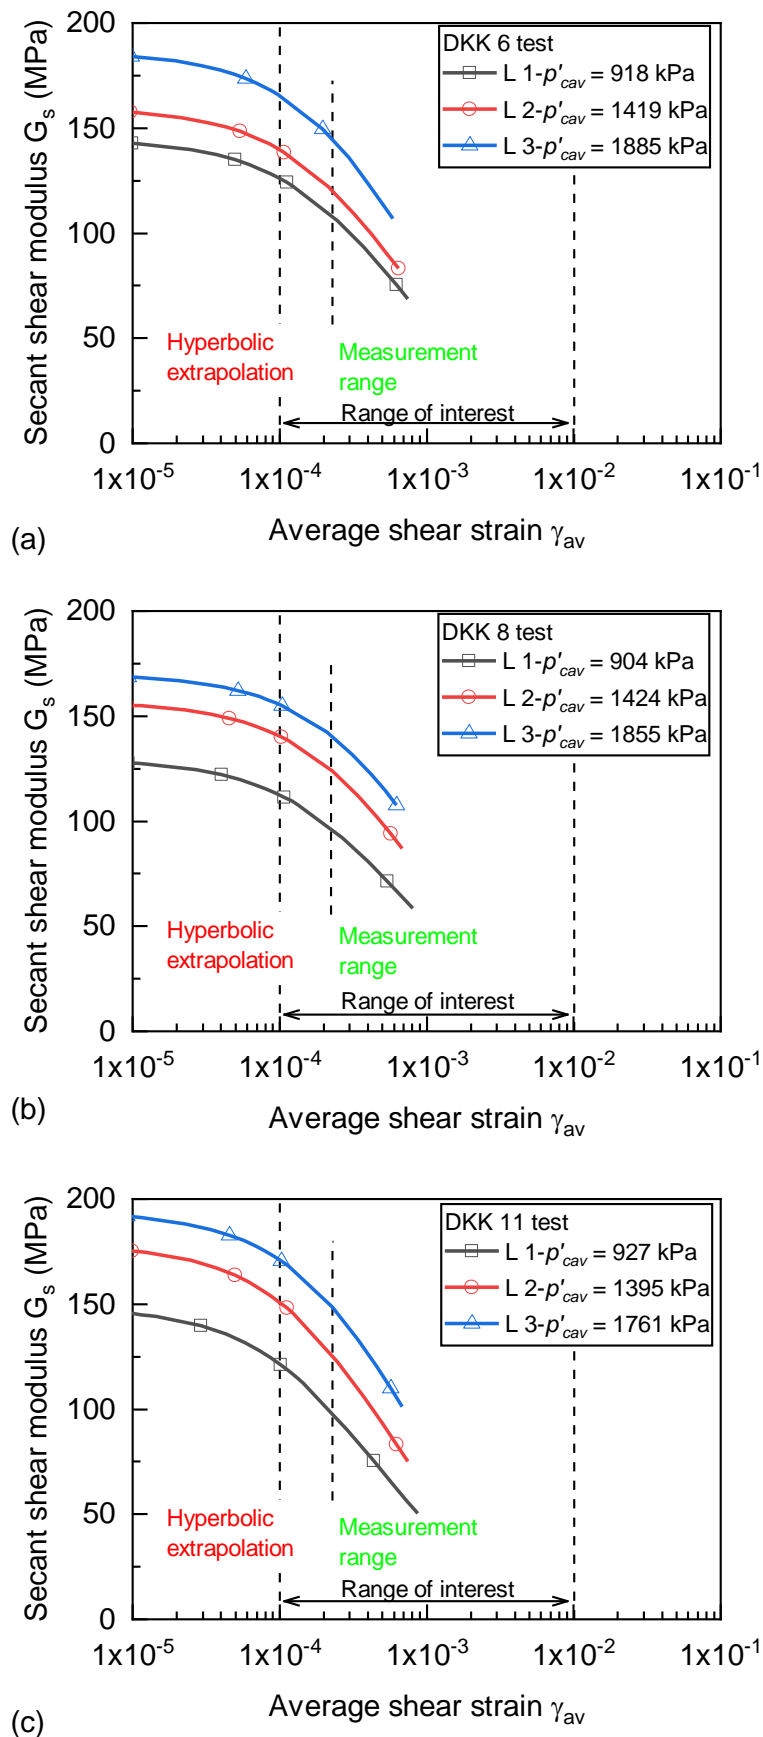 200
150
100
50
0
Secant shear modulus Gₛ (MPa)
DKK 6 test
L 1-p'cav = 918 kPa
L 2-p'cav = 1419 kPa
L 3-p'cav = 1885 kPa
Hyperbolic
extrapolation
Measurement
range
Range of interest
1x10⁻⁵ 1x10⁻⁴ 1x10⁻³ 1x10⁻² 1x10⁻¹
Average shear strain γav
(a)
200
150
100
50
0
Secant shear modulus Gₛ (MPa)
DKK 8 test
L 1-p'cav = 904 kPa
L 2-p'cav = 1424 kPa
L 3-p'cav = 1855 kPa
Hyperbolic
extrapolation
Measurement
range
Range of interest
1x10⁻⁵ 1x10⁻⁴ 1x10⁻³ 1x10⁻² 1x10⁻¹
Average shear strain γav
(b)
200
150
100
50
0
Secant shear modulus Gₛ (MPa)
DKK 11 test
L 1-p'cav = 927 kPa
L 2-p'cav = 1395 kPa
L 3-p'cav = 1761 kPa
Hyperbolic
extrapolation
Measurement
range
Range of interest
1x10⁻⁵ 1x10⁻⁴ 1x10⁻³ 1x10⁻² 1x10⁻¹
Average shear strain γav
(c)